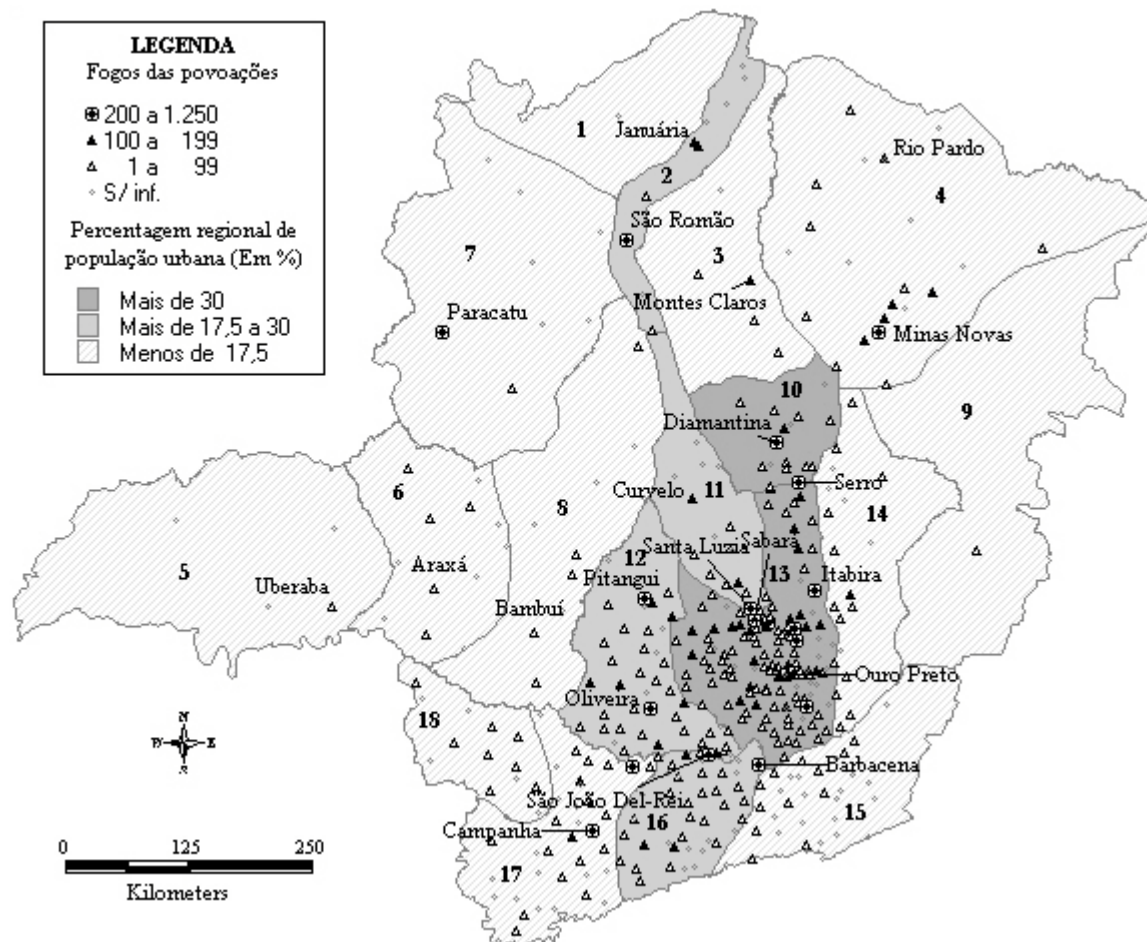 LEGENDA
Fogos das povoações
200 a 1.250
100 a 199
1 a 99
S/ inf.
Percentagem regional de
população urbana (Em %)
Mais de 30
Mais de 17,5 a 30
Menos de 17,5
1
Januária
2
Rio Pardo
4
São Romão
7
3
Montes Claros
Paracatu
Minas Novas
10
9
Diamantina
6
8
Curvelo
11
Serro
14
Santa Luzia
Sabará
5
12
Uberaba
Araxá
Pitangui
13
Itabira
Bambuí
Ouro Preto
Oliveira
18
N
E
S
Barbacena
São João Del-Rei
15
Campanha
16
17
0 125 250
Kilometers